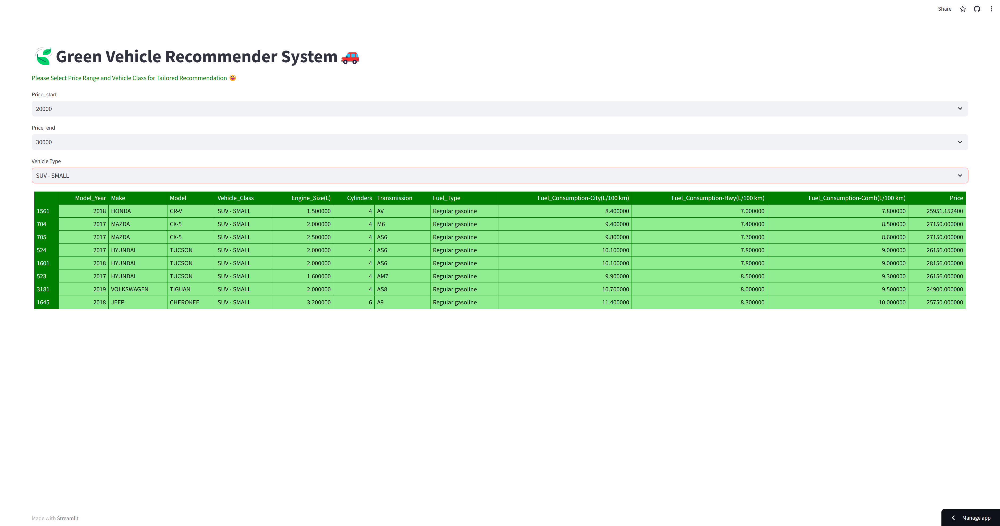 Share
Green Vehicle Recommender System
Please Select Price Range and Vehicle Class for Tailored Recommendation
Price_start
20000
Price_end
30000
Vehicle Type
SUV - SMALL
Model_Year Make Model Vehicle_Class Engine_Size(L) Cylinders Transmission Fuel_Type Fuel_Consumption-City(L/100 km) Fuel_Consumption-Hwy(L/100 km) Fuel_Consumption-Comb(L/100 km) Price
1561 2018 HONDA CR-V SUV - SMALL 1.500000 4 AV Regular gasoline 8.400000 7.000000 7.800000 25951.152400
704 2017 MAZDA CX-5 SUV - SMALL 2.000000 4 M6 Regular gasoline 9.400000 7.400000 8.500000 27150.000000
705 2017 MAZDA CX-5 SUV - SMALL 2.500000 4 AS6 Regular gasoline 9.800000 7.700000 8.600000 27150.000000
524 2017 HYUNDAI TUCSON SUV - SMALL 2.000000 4 AS6 Regular gasoline 10.100000 7.800000 9.000000 26156.000000
1601 2018 HYUNDAI TUCSON SUV - SMALL 2.000000 4 AS6 Regular gasoline 10.100000 7.800000 9.000000 28156.000000
523 2017 HYUNDAI TUCSON SUV - SMALL 1.600000 4 AM7 Regular gasoline 9.900000 8.500000 9.300000 26156.000000
3181 2019 VOLKSWAGEN TIGUAN SUV - SMALL 2.000000 4 AS8 Regular gasoline 10.700000 8.000000 9.500000 24900.000000
1645 2018 JEEP CHEROKEE SUV - SMALL 3.200000 6 A9 Regular gasoline 11.400000 8.300000 10.000000 25750.000000
Made with Streamlit
Manage app